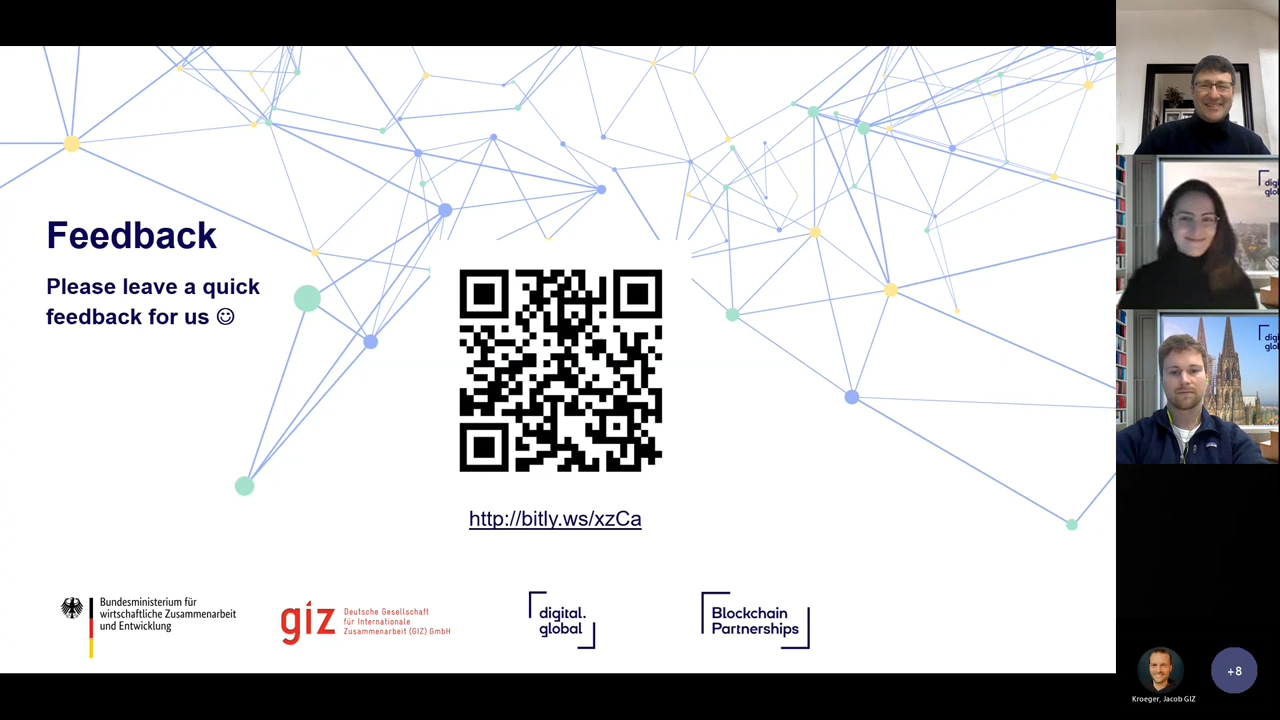 Feedback
Please leave a quick
feedback for us ☺
http://bitly.ws/xzCa
Bundesministerium für
wirtschaftliche Zusammenarbeit
und Entwicklung
giz
Deutsche Gesellschaft
für Internationale
Zusammenarbeit (GIZ) GmbH
digital.
global
Blockchain
Partnerships
Kroeger, Jacob GIZ
+8